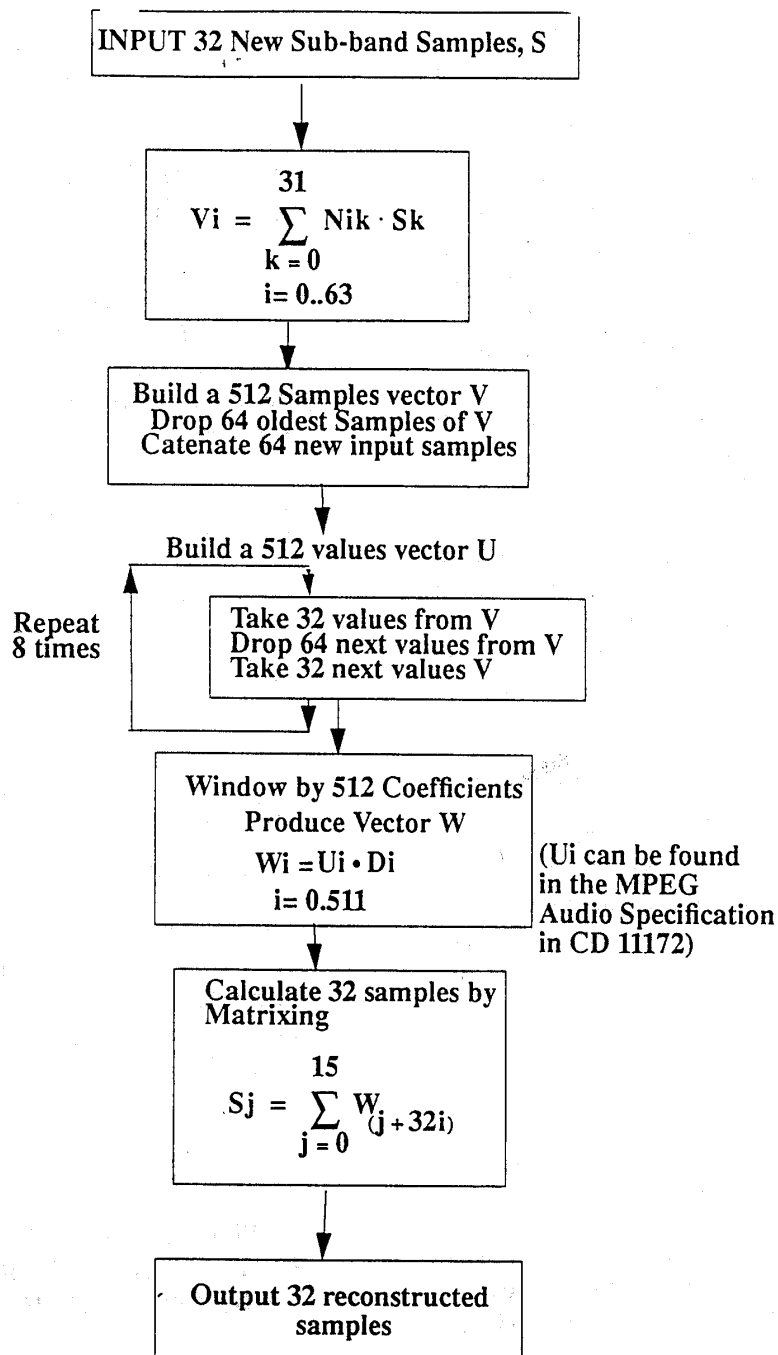 INPUT 32 New Sub-band Samples, S
31
Vi = ∑ Nik · Sk
k = 0
i= 0..63
Build a 512 Samples vector V
Drop 64 oldest Samples of V
Catenate 64 new input samples
Build a 512 values vector U
Repeat
8 times
Take 32 values from V
Drop 64 next values from V
Take 32 next values V
Window by 512 Coefficients
Produce Vector W
Wi = Ui • Di
i= 0.511
(Ui can be found
in the MPEG
Audio Specification
in CD 11172)
Calculate 32 samples by
Matrixing
15
Sj = ∑ W(j + 32i)
j = 0
Output 32 reconstructed
samples